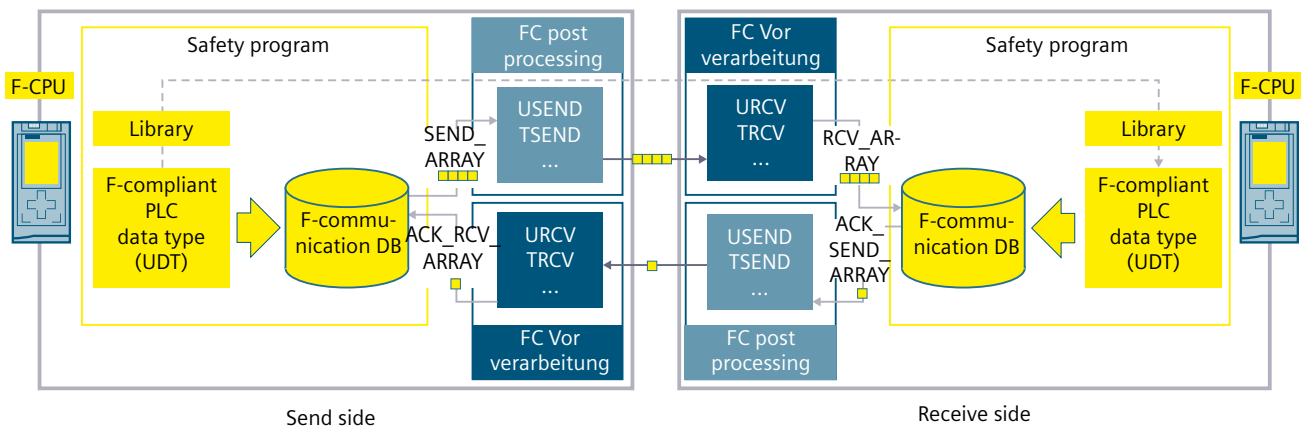 Safety program
FC post
processing
FC Vor
verarbeitung
Safety program
F-CPU
F-CPU
Library
USEND
TSEND
...
SEND_
ARRAY
URCV
TRCV
...
RCV_AR-
RAY
Library
F-compliant
PLC
data type
(UDT)
F-commu-
nication DB
ACK_RCV_
ARRAY
URCV
TRCV
...
USEND
TSEND
...
ACK_
SEND_
ARRAY
F-commu-
nication DB
F-compliant
PLC
data type
(UDT)
FC Vor
verarbeitung
FC post
processing
Send side
Receive side